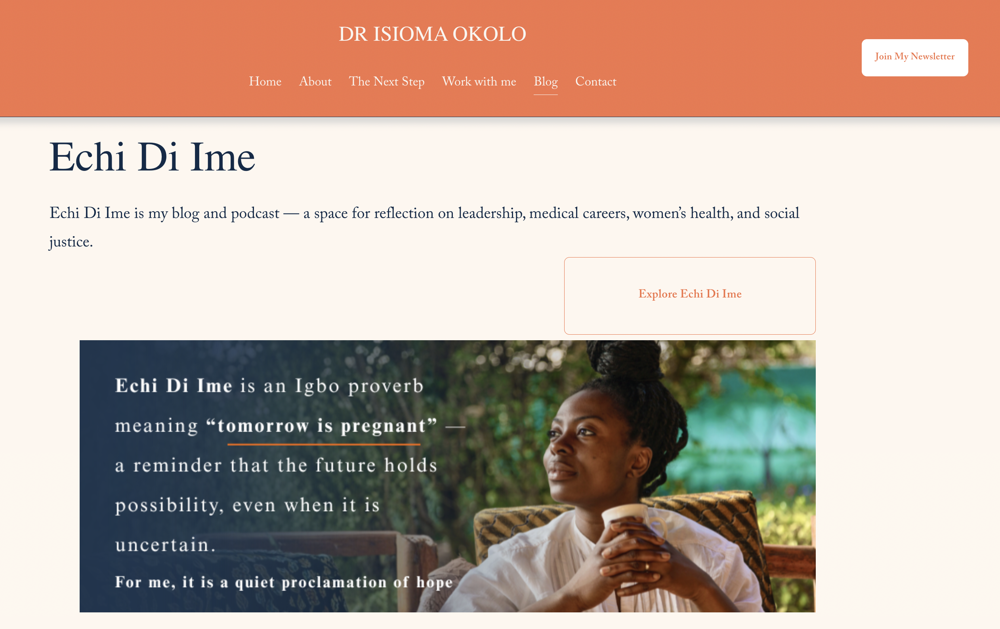 DR ISIOMA OKOLO
Join My Newsletter
Home About The Next Step Work with me Blog Contact
Echi Di Ime
Echi Di Ime is my blog and podcast — a space for reflection on leadership, medical careers, women’s health, and social
justice.
Explore Echi Di Ime
Echi Di Ime is an Igbo proverb
meaning “tomorrow is pregnant” —
a reminder that the future holds
possibility, even when it is
uncertain.
For me, it is a quiet proclamation of hope